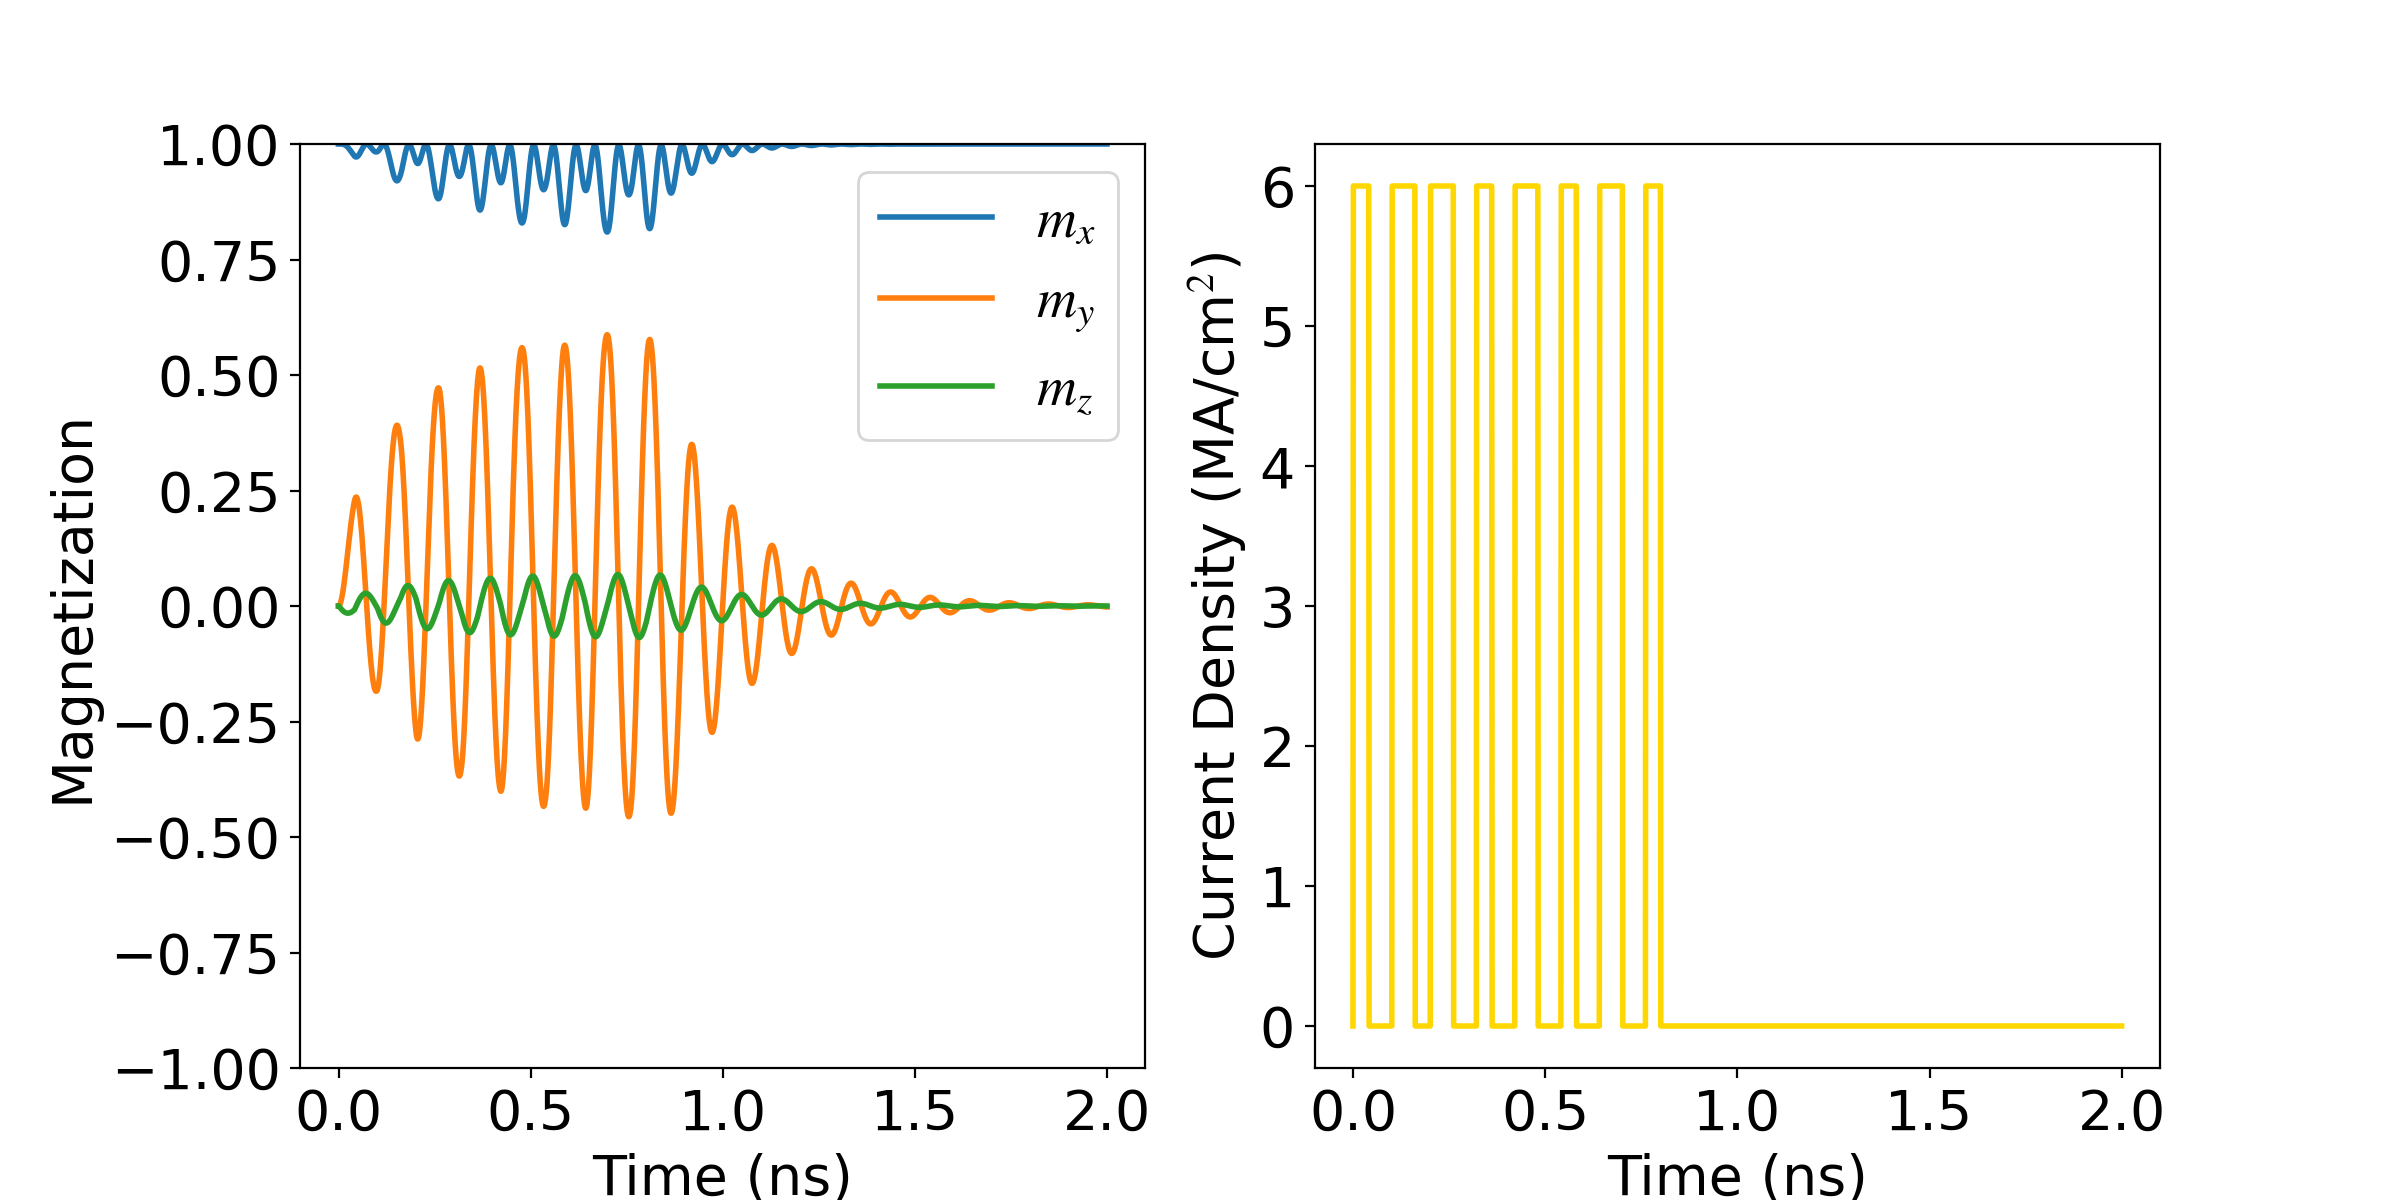 1.00
0.75
0.50
0.25
0.00
−0.25
−0.50
−0.75
−1.00
Magnetization
0.0 0.5 1.0 1.5 2.0
Time (ns)
m_x
m_y
m_z
6
5
4
3
2
1
0
Current Density (MA/cm²)
0.0 0.5 1.0 1.5 2.0
Time (ns)